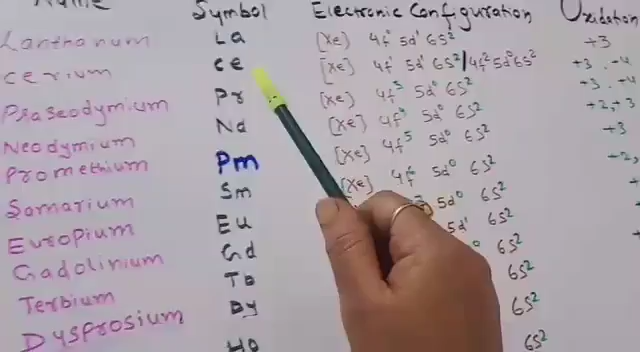 Name Symbol Electronic Configuration Oxidation
Lanthanum La [Xe] 4f⁰ 5d¹ 6s² +3
Cerium Ce [Xe] 4f¹ 5d¹ 6s²/4f² 5d⁰ 6s² +3, +4
Praseodymium Pr [Xe] 4f³ 5d⁰ 6s² +3, +4
Neodymium Nd [Xe] 4f⁴ 5d⁰ 6s² +2, +3
Promethium Pm [Xe] 4f⁵ 5d⁰ 6s² +3
Samarium Sm [Xe] 4f⁶ 5d⁰ 6s² +2,
Europium Eu 5d⁰ 6s²
Gadolinium Gd 5d¹ 6s²
Terbium Tb 6s²
Dysprosium Dy 6s²
Ho 6s²